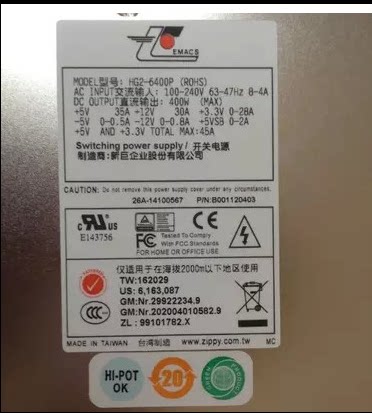 EMACS
MODEL型号: HG2-6400P (ROHS)
AC INPUT交流输入: 100-240V 63-47Hz 8-4A
DC OUTPUT直流输出: 400W (MAX)
+5V 35A +12V 30A +3.3V 0-28A
-5V 0-0.5A -12V 0-0.8A +5VSB 0-2A
+5V AND +3.3V TOTAL MAX:45A
Switching power supply / 开关电源
制造商: 新巨企业股份有限公司
CAUTION: Do not remove this power supply cover under any circumstances.
26A-14100567 P/N:B001120403
c UL US
E143756
FC Tested To Comply
With FCC Standards
FOR HOME OR OFFICE USE
仅适用于在海拔2000m以下地区使用
TW:162029
US: 6,163,087
GM:Nr.29922234.9
GM:Nr.202004010582.9
ZL : 99101782.X
CCC
MADE IN TAIWAN 台湾制造 www.zippy.com.tw MC
HI-POT
OK
20
GREEN